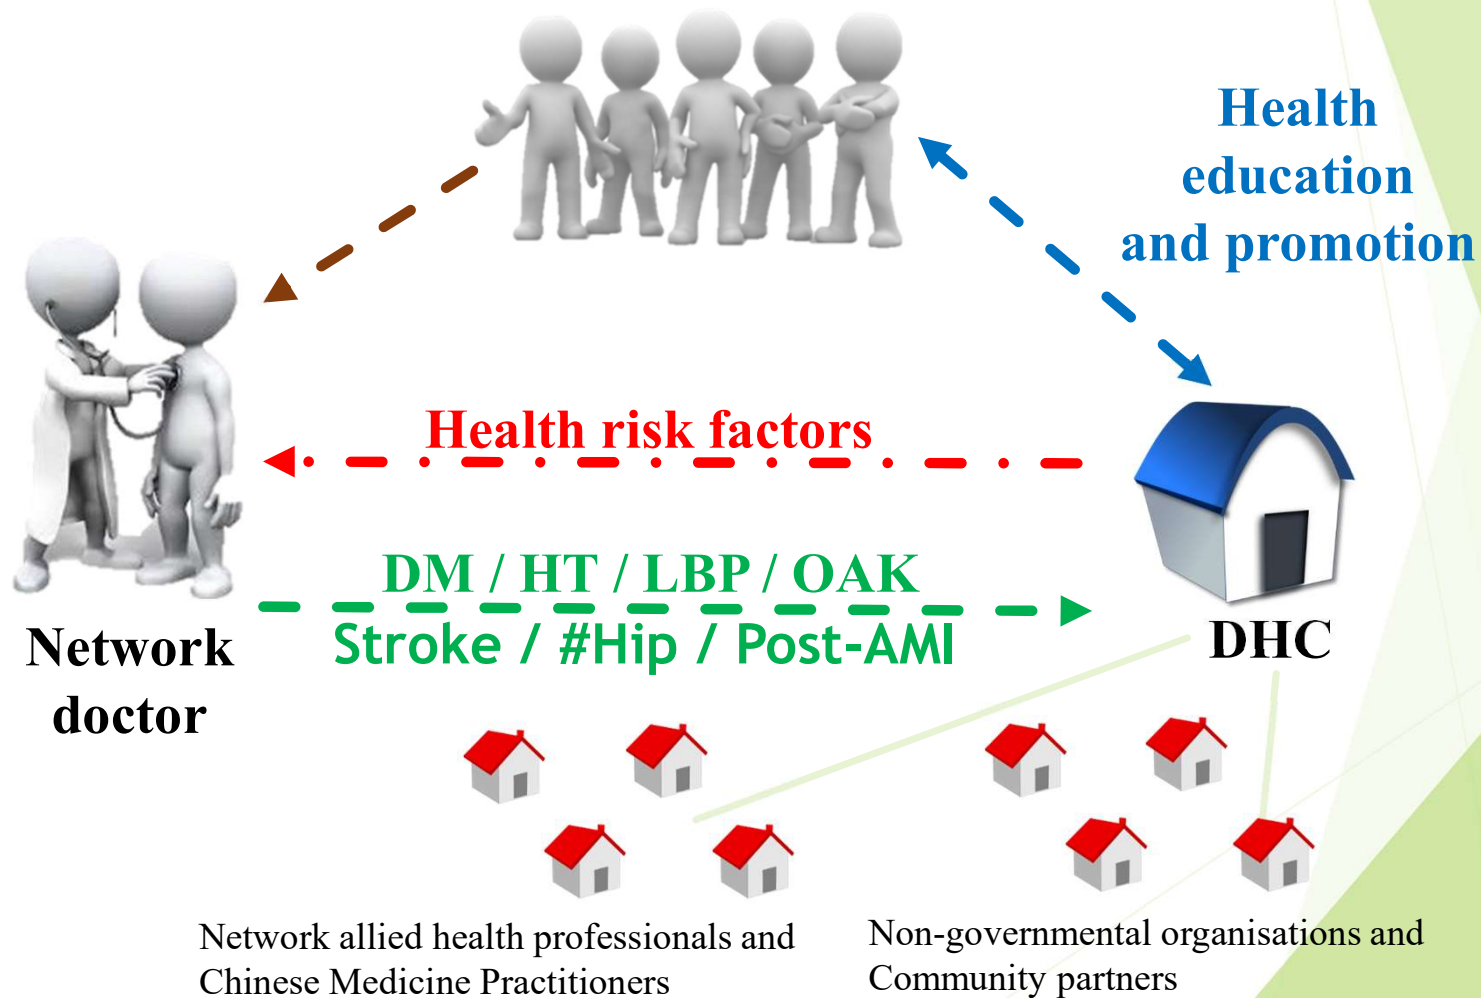 Health
education
and promotion
Health risk factors
DM / HT / LBP / OAK
Stroke / #Hip / Post-AMI
Network
doctor
DHC
Network allied health professionals and
Chinese Medicine Practitioners
Non-governmental organisations and
Community partners